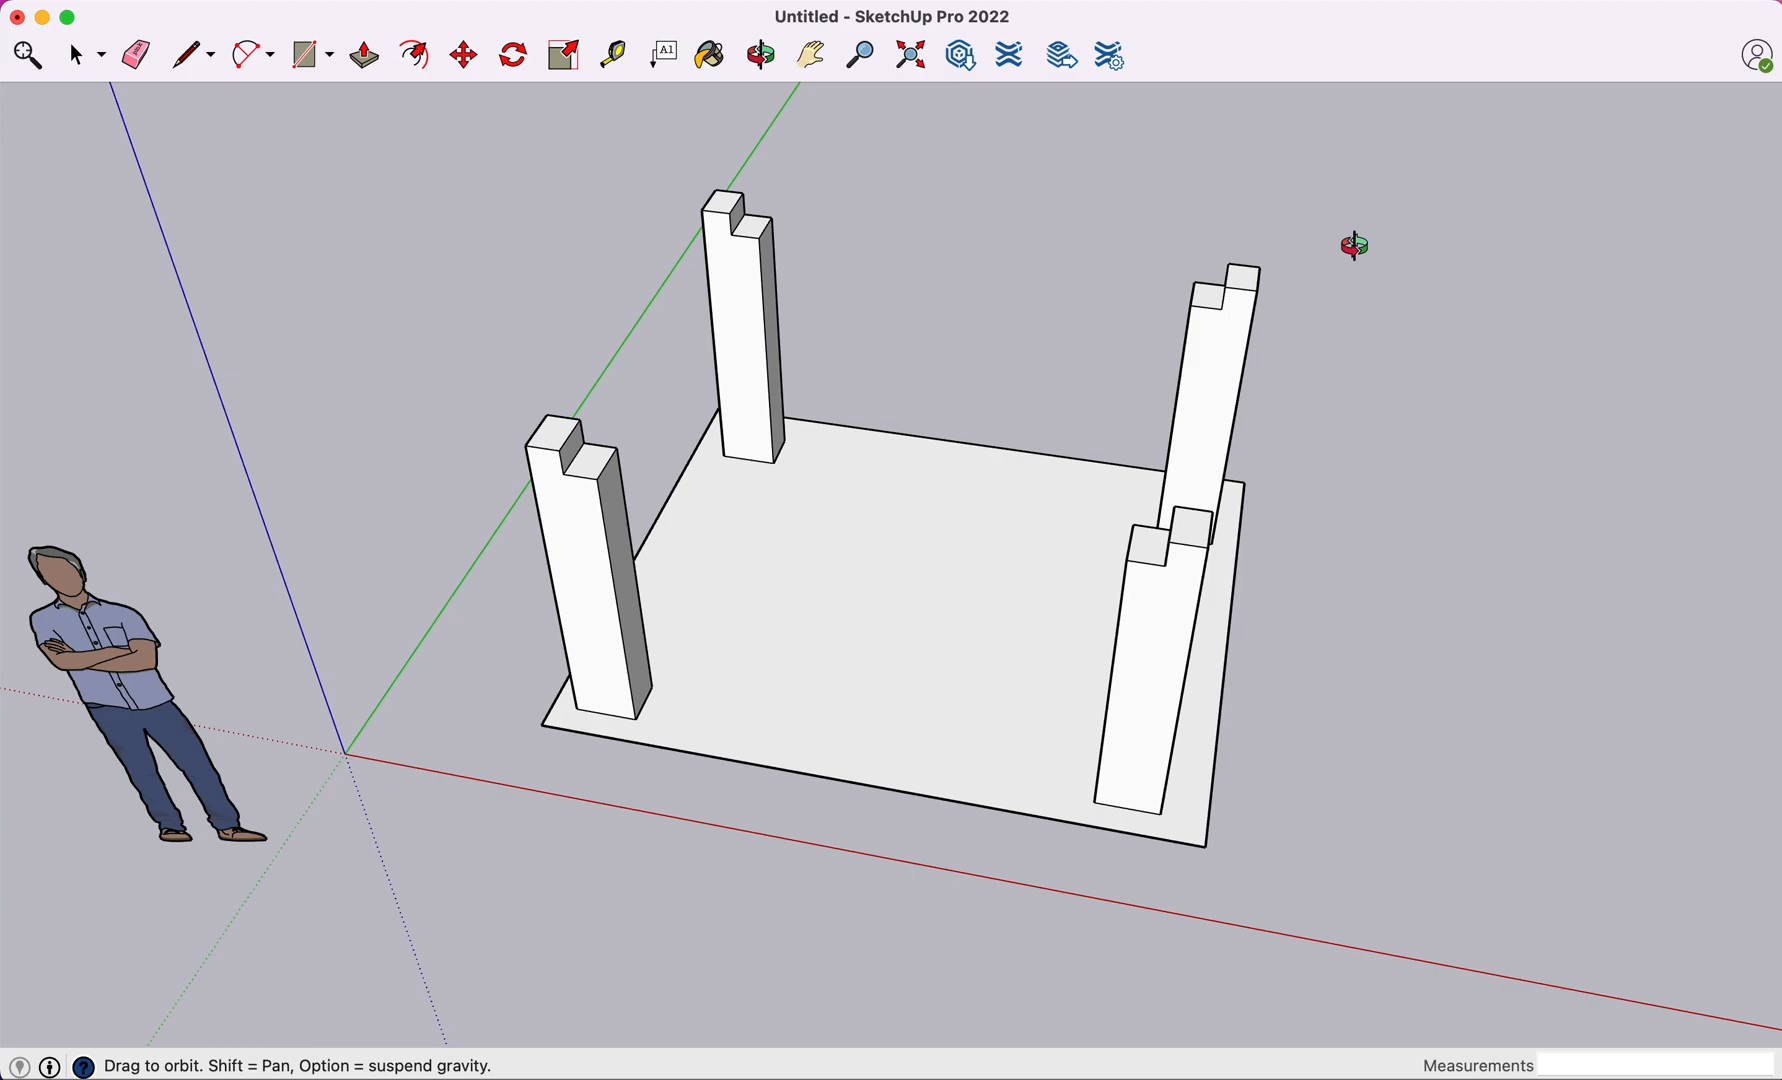 Untitled - SketchUp Pro 2022
A1
Drag to orbit. Shift = Pan, Option = suspend gravity.
Measurements